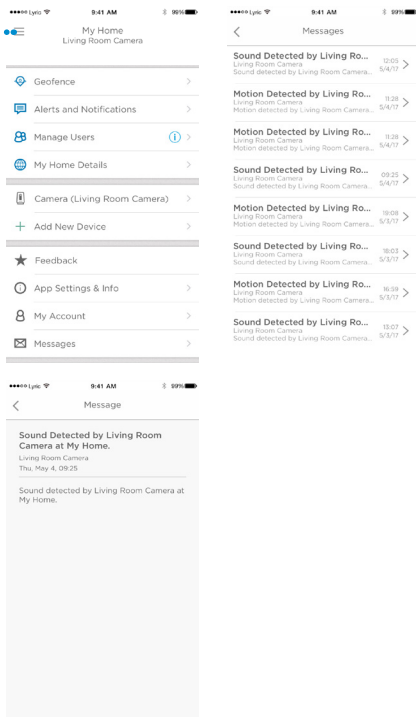 Lyric 9:41 AM 99%
My Home
Living Room Camera
Geofence
Alerts and Notifications
Manage Users
My Home Details
Camera (Living Room Camera)
Add New Device
Feedback
App Settings & Info
My Account
Messages
Lyric 9:41 AM 99%
Messages
Sound Detected by Living Ro...
Living Room Camera
Sound detected by Living Room Camera...
12:05
5/4/17
Motion Detected by Living Ro...
Living Room Camera
Motion detected by Living Room Camera...
11:28
5/4/17
Motion Detected by Living Ro...
Living Room Camera
Motion detected by Living Room Camera...
11:28
5/4/17
Sound Detected by Living Ro...
Living Room Camera
Sound detected by Living Room Camera...
09:25
5/4/17
Motion Detected by Living Ro...
Living Room Camera
Motion detected by Living Room Camera...
19:08
5/3/17
Sound Detected by Living Ro...
Living Room Camera
Sound detected by Living Room Camera...
18:03
5/3/17
Motion Detected by Living Ro...
Living Room Camera
Motion detected by Living Room Camera...
16:59
5/3/17
Sound Detected by Living Ro...
Living Room Camera
Sound detected by Living Room Camera...
13:07
5/3/17
Lyric 9:41 AM 99%
Message
Sound Detected by Living Room
Camera at My Home.
Living Room Camera
Thu, May 4, 09:25
Sound detected by Living Room Camera at
My Home.